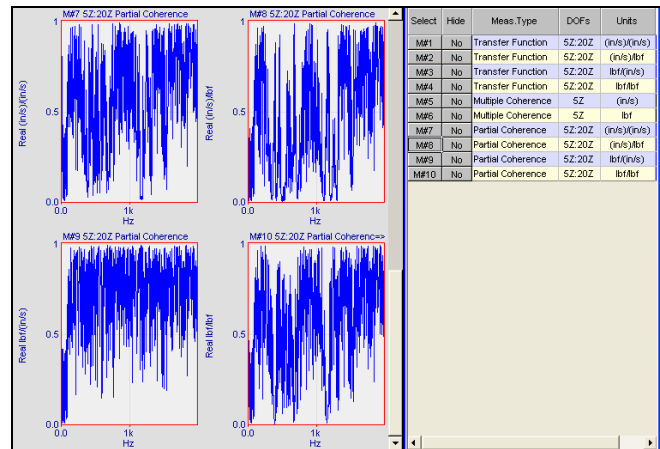 M#7 5Z:20Z Partial Coherence
1
0.5
0.0
0.0
1k
Hz
Real (in/s)/(in/s)
M#8 5Z:20Z Partial Coherence
1
0.5
0.0
0.0
1k
Hz
Real (in/s)/lbf
M#9 5Z:20Z Partial Coherence
1
0.5
0.0
0.0
1k
Hz
Real lbf/(in/s)
M#10 5Z:20Z Partial Coherenc=>
1
0.5
0.0
0.0
1k
Hz
Real lbf/lbf
Select Hide Meas.Type DOFs Units
M#1 No Transfer Function 5Z:20Z (in/s)/(in/s)
M#2 No Transfer Function 5Z:20Z (in/s)/lbf
M#3 No Transfer Function 5Z:20Z lbf/(in/s)
M#4 No Transfer Function 5Z:20Z lbf/lbf
M#5 No Multiple Coherence 5Z (in/s)
M#6 No Multiple Coherence 5Z lbf
M#7 No Partial Coherence 5Z:20Z (in/s)/(in/s)
M#8 No Partial Coherence 5Z:20Z (in/s)/lbf
M#9 No Partial Coherence 5Z:20Z lbf/(in/s)
M#10 No Partial Coherence 5Z:20Z lbf/lbf